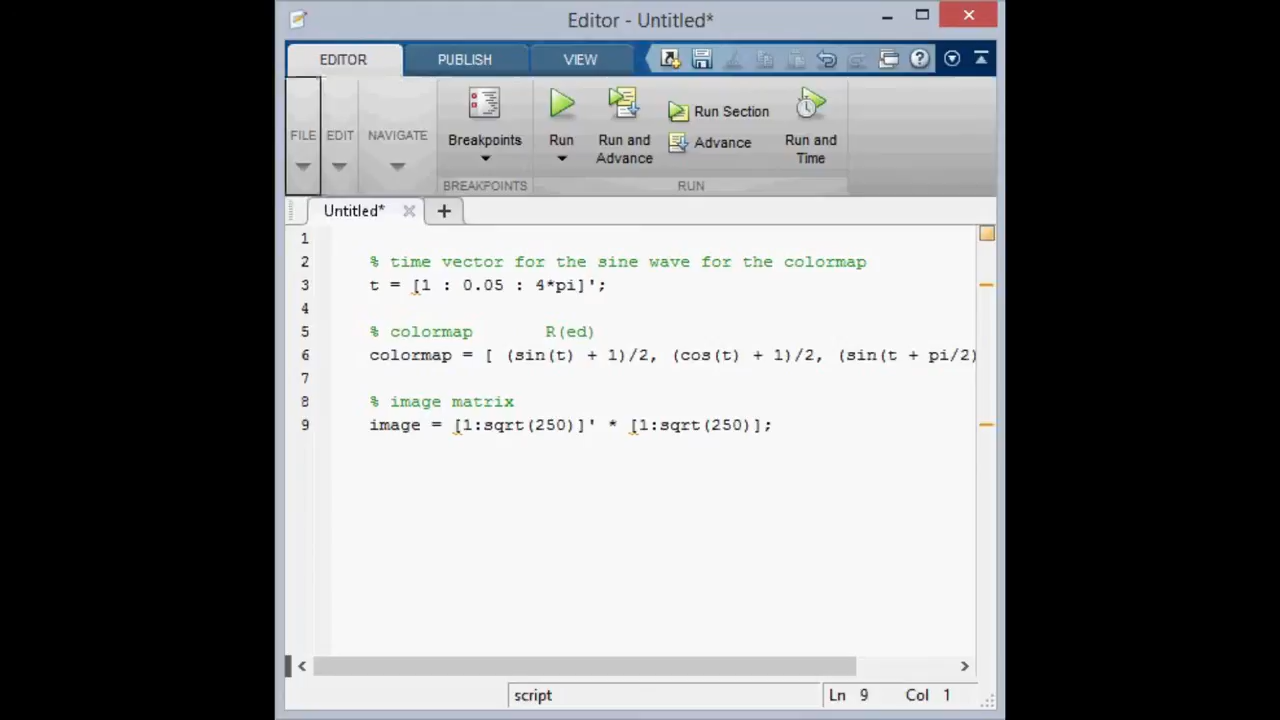 Editor - Untitled*
EDITOR PUBLISH VIEW
FILE EDIT NAVIGATE Breakpoints Run Run and Advance Run Section Advance Run and Time
BREAKPOINTS RUN
Untitled*
1
2 % time vector for the sine wave for the colormap
3 t = [1 : 0.05 : 4*pi]';
4
5 % colormap R(ed)
6 colormap = [ (sin(t) + 1)/2, (cos(t) + 1)/2, (sin(t + pi/2)
7
8 % image matrix
9 image = [1:sqrt(250)]' * [1:sqrt(250)];
script Ln 9 Col 1